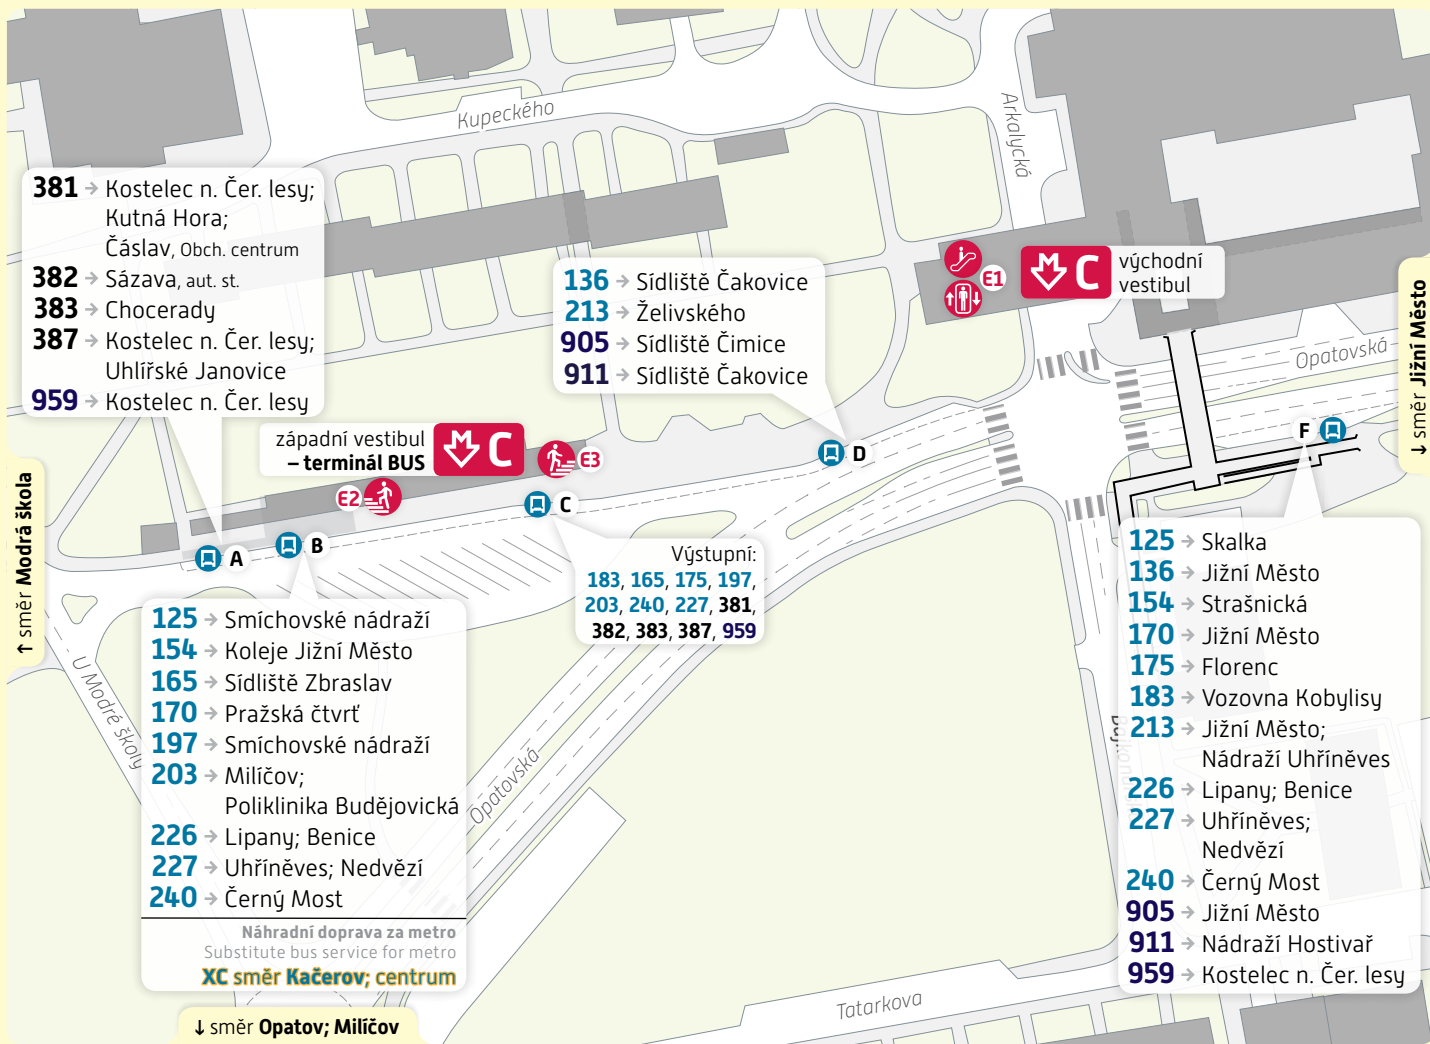 Kupeckého
Arkalycká
381 → Kostelec n. Čer. lesy;
Kutná Hora;
Čáslav, Obch. centrum
382 → Sázava, aut. st.
383 → Chocerady
387 → Kostelec n. Čer. lesy;
Uhlířské Janovice
959 → Kostelec n. Čer. lesy
136 → Sídliště Čakovice
213 → Želivského
905 → Sídliště Čimice
911 → Sídliště Čakovice
E1
C
východní
vestibul
↓ směr Jižní Město
Opatovská
západní vestibul
– terminál BUS
C
E3
E2
A
B
C
D
F
↑ směr Modrá škola
Výstupní:
183, 165, 175, 197,
203, 240, 227, 381,
382, 383, 387, 959
125 → Smíchovské nádraží
154 → Koleje Jižní Město
165 → Sídliště Zbraslav
170 → Pražská čtvrť
197 → Smíchovské nádraží
203 → Milíčov;
Poliklinika Budějovická
226 → Lipany; Benice
227 → Uhříněves; Nedvězí
240 → Černý Most
Náhradní doprava za metro
Substitute bus service for metro
XC směr Kačerov; centrum
U Modré školy
Opatovská
125 → Skalka
136 → Jižní Město
154 → Strašnická
170 → Jižní Město
175 → Florenc
183 → Vozovna Kobylisy
213 → Jižní Město;
Nádraží Uhříněves
226 → Lipany; Benice
227 → Uhříněves;
Nedvězí
240 → Černý Most
905 → Jižní Město
911 → Nádraží Hostivař
959 → Kostelec n. Čer. lesy
Tatarkova
↓ směr Opatov; Milíčov